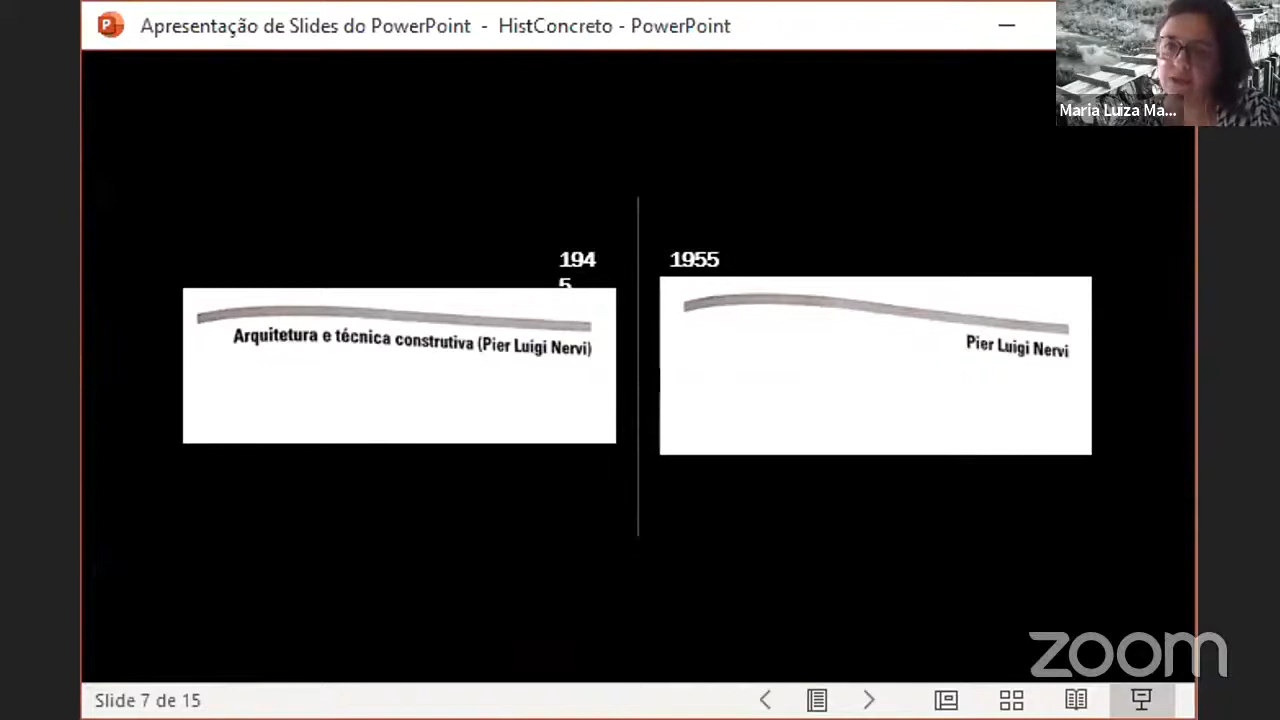 Apresentação de Slides do PowerPoint - HistConcreto - PowerPoint
Maria Luiza Ma...
194
5
1955
Arquitetura e técnica construtiva (Pier Luigi Nervi)
Pier Luigi Nervi
zoom
Slide 7 de 15